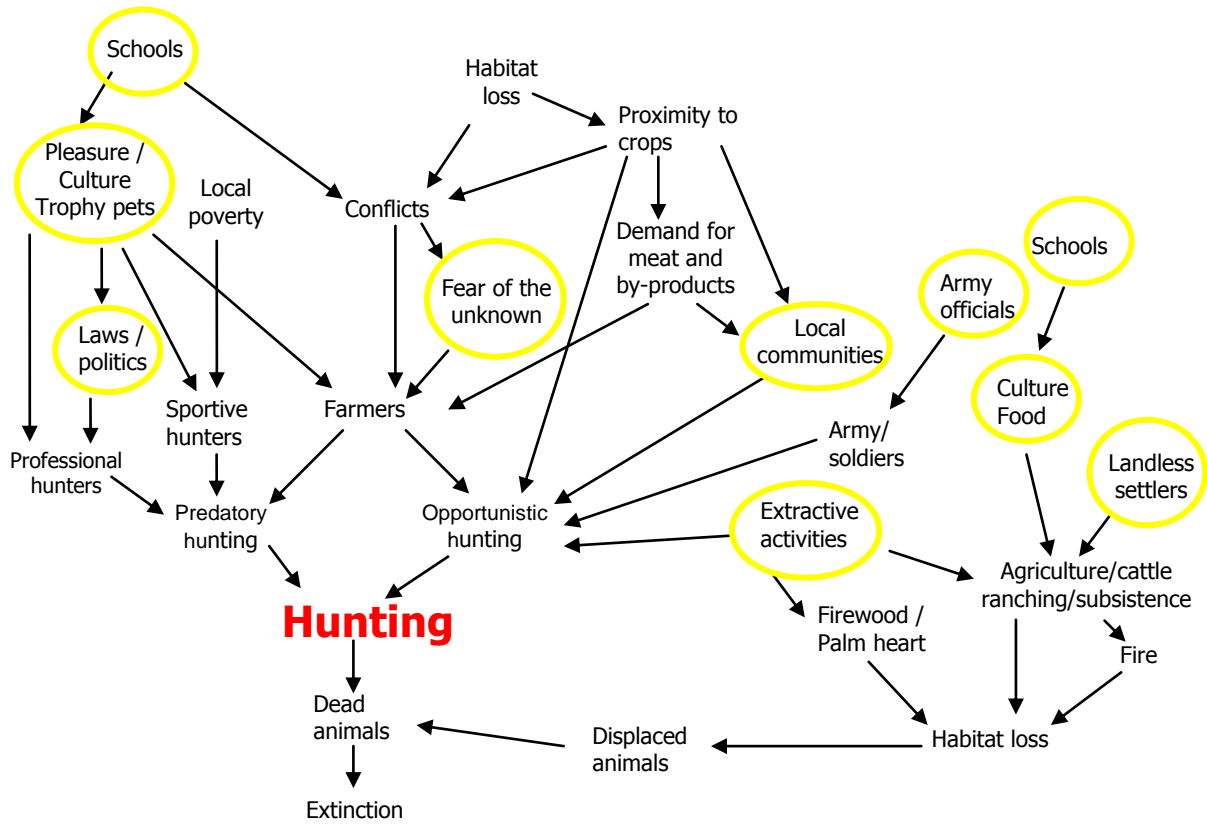 Schools
Habitat
loss
Proximity to
crops
Pleasure /
Culture
Trophy pets
Local
poverty
Conflicts
Demand for
meat and
by-products
Schools
Fear of the
unknown
Army
officials
Laws /
politics
Local
communities
Culture
Food
Sportive
hunters
Farmers
Army/
soldiers
Professional
hunters
Landless
settlers
Predatory
hunting
Opportunistic
hunting
Extractive
activities
Agriculture/cattle
ranching/subsistence
Hunting
Firewood /
Palm heart
Fire
Dead
animals
Displaced
animals
Habitat loss
Extinction